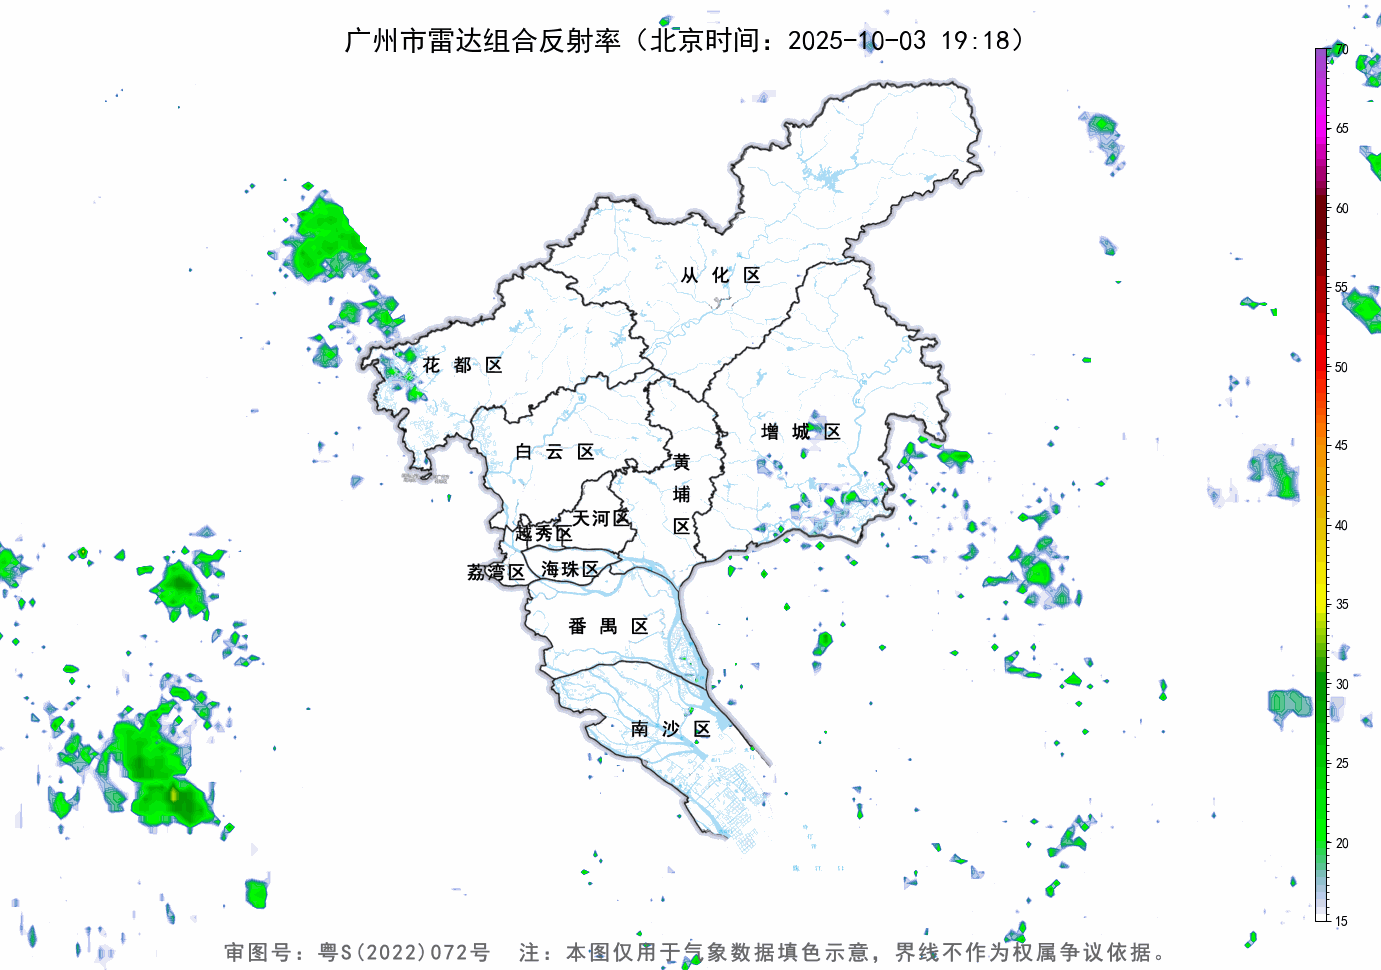 广州市雷达组合反射率（北京时间：2025-10-03 19:18）
70
65
60
55
50
45
40
35
30
25
20
15
从化区
花都区
增城区
白云区
黄埔区
天河区
越秀区
荔湾区
海珠区
番禺区
南沙区
审图号：粤S(2022)072号 注：本图仅用于气象数据填色示意，界线不作为权属争议依据。